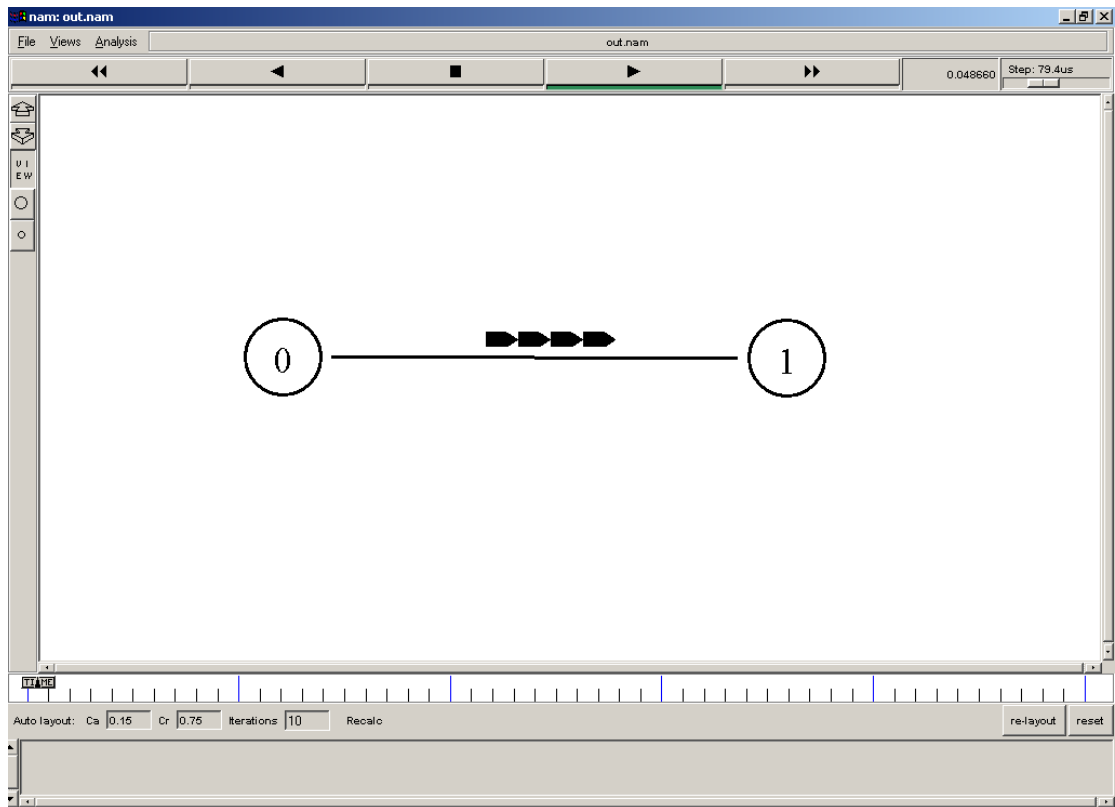 nam: out.nam
File Views Analysis out.nam
0.048660 Step: 79.4us
V I
E W
0 1
TIME
Auto layout: Ca 0.15 Cr 0.75 Iterations 10 Recalc re-layout reset